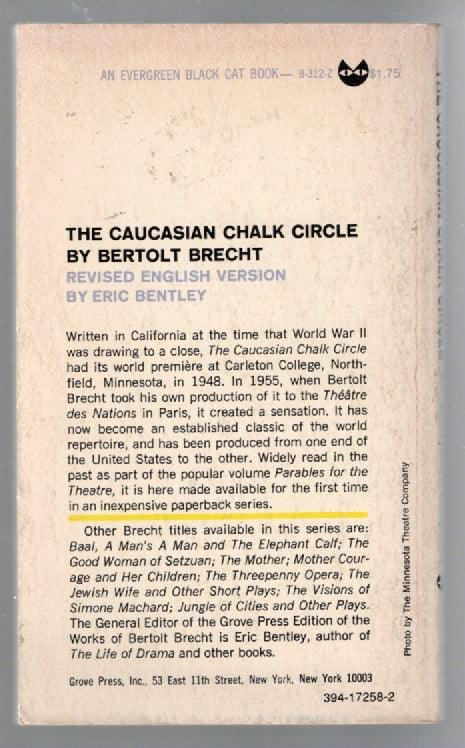 AN EVERGREEN BLACK CAT BOOK— B-312-Z $1.75
THE CAUCASIAN CHALK CIRCLE
BY BERTOLT BRECHT
REVISED ENGLISH VERSION
BY ERIC BENTLEY
Written in California at the time that World War II
was drawing to a close, The Caucasian Chalk Circle
had its world première at Carleton College, North-
field, Minnesota, in 1948. In 1955, when Bertolt
Brecht took his own production of it to the Théâtre
des Nations in Paris, it created a sensation. It has
now become an established classic of the world
repertoire, and has been produced from one end of
the United States to the other. Widely read in the
past as part of the popular volume Parables for the
Theatre, it is here made available for the first time
in an inexpensive paperback series.
Other Brecht titles available in this series are:
Baal, A Man's A Man and The Elephant Calf; The
Good Woman of Setzuan; The Mother; Mother Cour-
age and Her Children; The Threepenny Opera; The
Jewish Wife and Other Short Plays; The Visions of
Simone Machard; Jungle of Cities and Other Plays.
The General Editor of the Grove Press Edition of the
Works of Bertolt Brecht is Eric Bentley, author of
The Life of Drama and other books.
Grove Press, Inc., 53 East 11th Street, New York, New York 10003
394-17258-2
Photo by The Minnesota Theatre Company